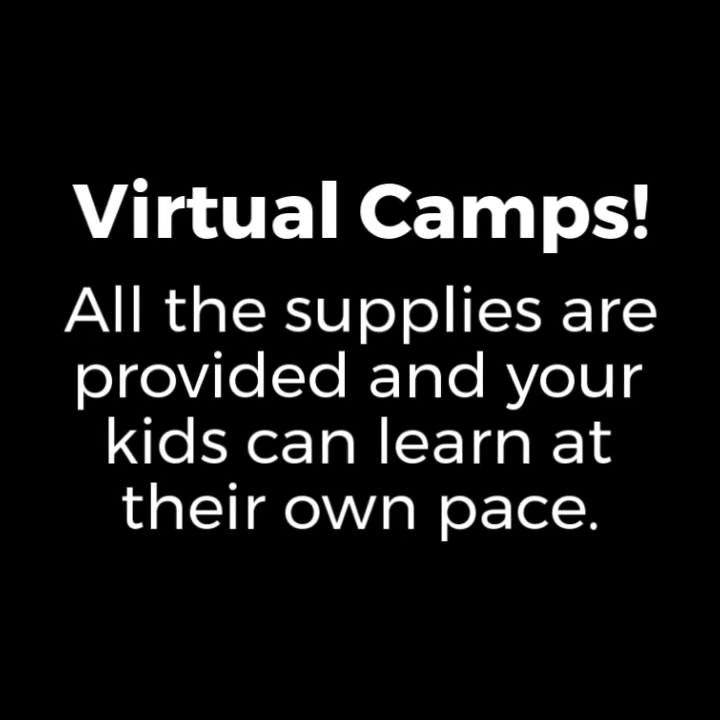 Virtual Camps!
All the supplies are
provided and your
kids can learn at
their own pace.